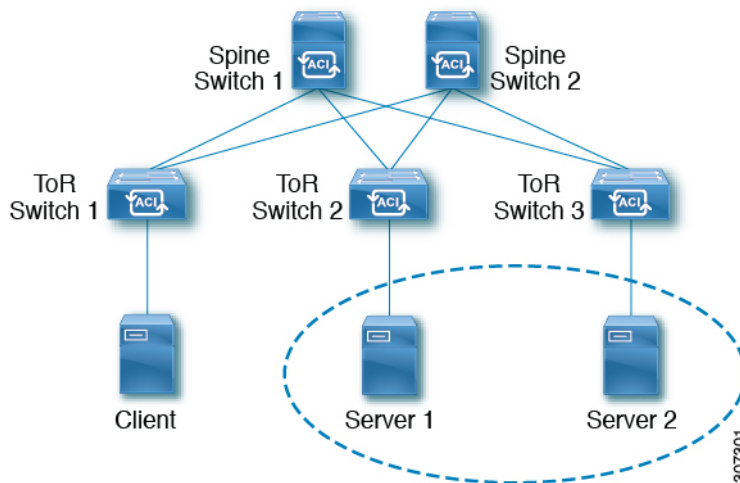 Spine
Switch 1
ACI
ACI
Spine
Switch 2
ToR
Switch 1
ACI
ToR
Switch 2
ACI
ToR
Switch 3
ACI
Client
Server 1
Server 2
307301